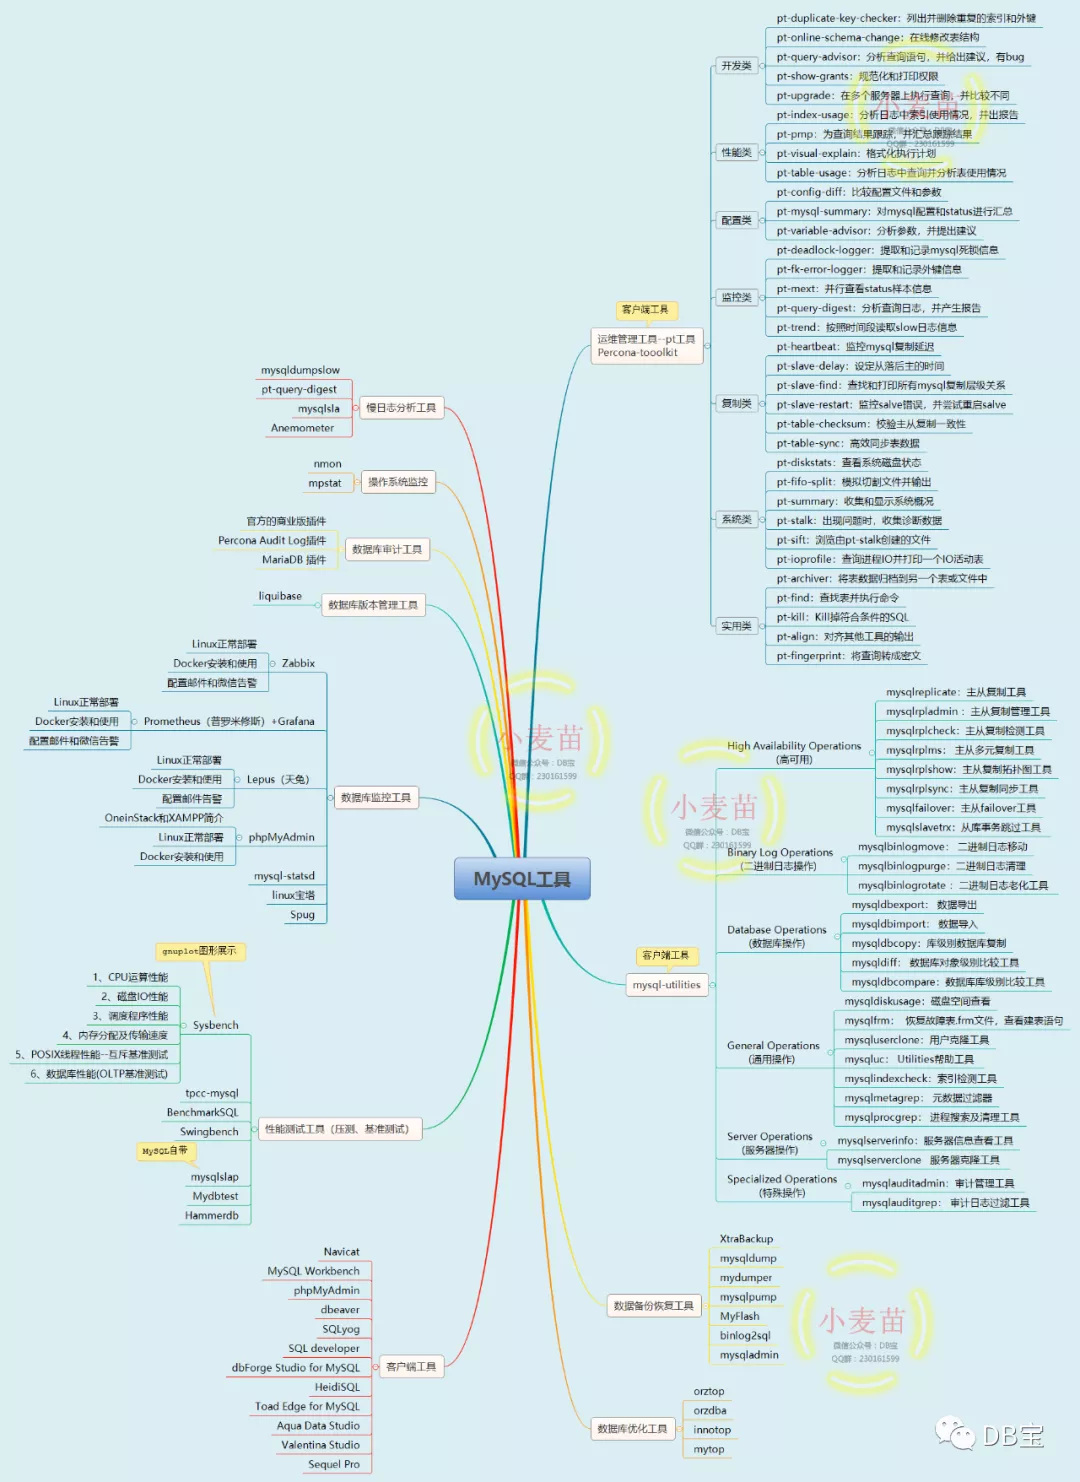 MySQL工具
客户端工具
运维管理工具--pt工具
Percona-tooolkit
开发类
pt-duplicate-key-checker：列出并删除重复的索引和外键
pt-online-schema-change：在线修改表结构
pt-query-advisor：分析查询语句，并给出建议，有bug
pt-show-grants：规范化和打印权限
pt-upgrade：在多个服务器上执行查询，并比较不同
性能类
pt-index-usage：分析日志中索引使用情况，并出报告
pt-pmp：为查询结果跟踪，并汇总跟踪结果
pt-visual-explain：格式化执行计划
pt-table-usage：分析日志中查询并分析表使用情况
配置类
pt-config-diff：比较配置文件和参数
pt-mysql-summary：对mysql配置和status进行汇总
pt-variable-advisor：分析参数，并提出建议
监控类
pt-deadlock-logger：提取和记录mysql死锁信息
pt-fk-error-logger：提取和记录外键信息
pt-mext：并行查看status样本信息
pt-query-digest：分析查询日志，并产生报告
pt-trend：按照时间段读取slow日志信息
复制类
pt-heartbeat：监控mysql复制延迟
pt-slave-delay：设定从落后主的时间
pt-slave-find：查找和打印所有mysql复制层级关系
pt-slave-restart：监控salve错误，并尝试重启salve
pt-table-checksum：校验主从复制一致性
pt-table-sync：高效同步表数据
系统类
pt-diskstats：查看系统磁盘状态
pt-fifo-split：模拟切割文件并输出
pt-summary：收集和显示系统概况
pt-stalk：出现问题时，收集诊断数据
pt-sift：浏览由pt-stalk创建的文件
pt-ioprofile：查询进程IO并打印一个IO活动表
实用类
pt-archiver：将表数据归档到另一个表或文件中
pt-find：查找表并执行命令
pt-kill：Kill掉符合条件的SQL
pt-align：对齐其他工具的输出
pt-fingerprint：将查询转成密文
客户端工具
mysql-utilities
High Availability Operations
(高可用)
mysqlreplicate：主从复制工具
mysqlrpladmin：主从复制管理工具
mysqlrplcheck：主从复制检测工具
mysqlrplms：主从多元复制工具
mysqlrplshow：主从复制拓扑图工具
mysqlrplsync：主从复制同步工具
mysqlfailover：主从failover工具
mysqlslavetrx：从库事务跳过工具
Binary Log Operations
(二进制日志操作)
mysqlbinlogmove：二进制日志移动
mysqlbinlogpurge：二进制日志清理
mysqlbinlogrotate：二进制日志老化工具
Database Operations
(数据库操作)
mysqldbexport：数据导出
mysqldbimport：数据导入
mysqldbcopy：库级别数据库复制
mysqldiff：数据库对象级别比较工具
mysqldbcompare：数据库库级别比较工具
General Operations
(通用操作)
mysqldiskusage：磁盘空间查看
mysqlfrm：恢复故障表.frm文件，查看建表语句
mysqluserclone：用户克隆工具
mysqluc：Utilities帮助工具
mysqlindexcheck：索引检测工具
mysqlmetagrep：元数据过滤器
mysqlprocgrep：进程搜索及清理工具
Server Operations
(服务器操作)
mysqlserverinfo：服务器信息查看工具
mysqlserverclone 服务器克隆工具
Specialized Operations
(特殊操作)
mysqlauditadmin：审计管理工具
mysqlauditgrep：审计日志过滤工具
数据备份恢复工具
XtraBackup
mysqldump
mydumper
mysqlpump
MyFlash
binlog2sql
mysqladmin
数据库优化工具
orztop
orzdba
innotop
mytop
慢日志分析工具
mysqldumpslow
pt-query-digest
mysqlsla
Anemometer
操作系统监控
nmon
mpstat
数据库审计工具
官方的商业版插件
Percona Audit Log插件
MariaDB 插件
数据库版本管理工具
liquibase
数据库监控工具
Zabbix
Linux正常部署
Docker安装和使用
配置邮件和微信告警
Prometheus（普罗米修斯）+Grafana
Linux正常部署
Docker安装和使用
配置邮件和微信告警
Lepus（天兔）
Linux正常部署
Docker安装和使用
配置邮件告警
phpMyAdmin
OneinStack和XAMPP简介
Linux正常部署
Docker安装和使用
mysql-statsd
linux宝塔
Spug
性能测试工具（压测、基准测试）
gnuplot图形展示
Sysbench
1、CPU运算性能
2、磁盘IO性能
3、调度程序性能
4、内存分配及传输速度
5、POSIX线程性能--互斥基准测试
6、数据库性能(OLTP基准测试)
tpcc-mysql
BenchmarkSQL
Swingbench
MySQL自带
mysqlslap
Mydbtest
Hammerdb
客户端工具
Navicat
MySQL Workbench
phpMyAdmin
dbeaver
SQLyog
SQL developer
dbForge Studio for MySQL
HeidiSQL
Toad Edge for MySQL
Aqua Data Studio
Valentina Studio
Sequel Pro
小麦苗
微信公众号：DB宝
QQ群：230161599
小麦苗
微信公众号：DB宝
QQ群：230161599
小麦苗
微信公众号：DB宝
QQ群：230161599
小麦苗
微信公众号：DB宝
QQ群：230161599
DB宝